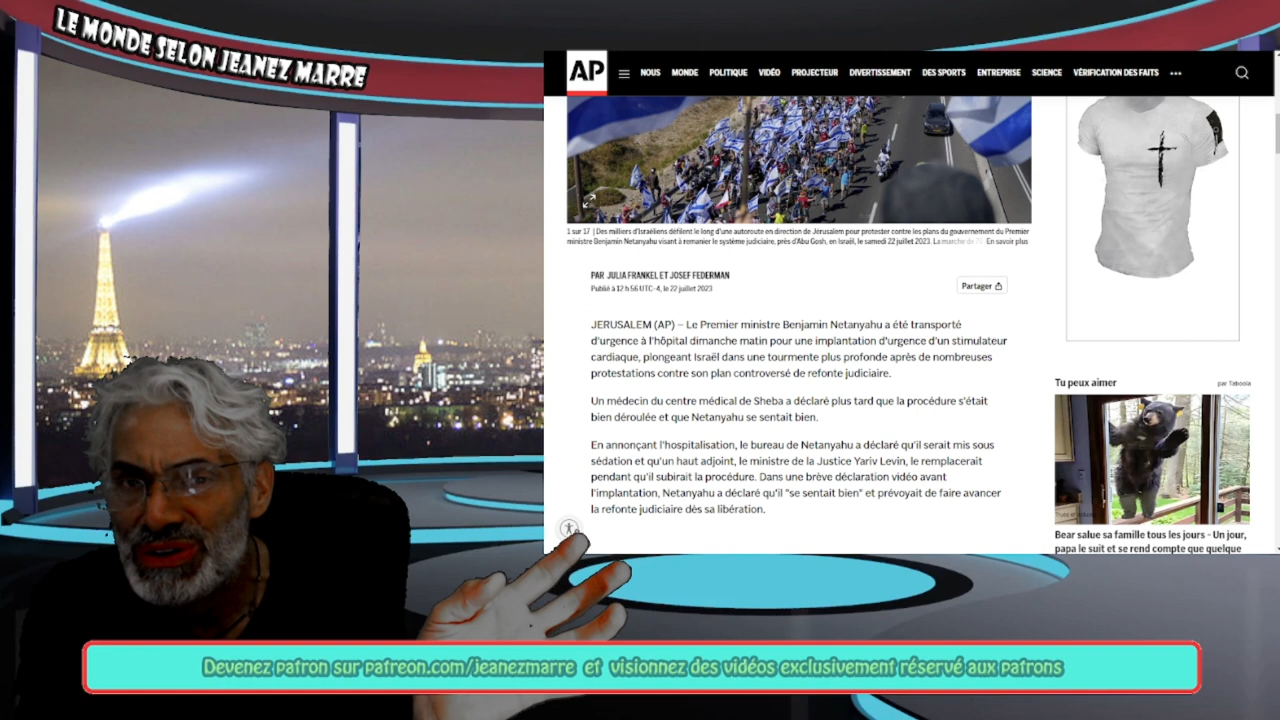 LE MONDE SELON JEANEZ MARRE
AP
NOUS MONDE POLITIQUE VIDÉO PROJECTEUR DIVERTISSEMENT DES SPORTS ENTREPRISE SCIENCE VÉRIFICATION DES FAITS
1 sur 17 | Des milliers d'Israéliens défilent le long d'une autoroute en direction de Jérusalem pour protester contre les plans du gouvernement du Premier
ministre Benjamin Netanyahu visant à remanier le système judiciaire, près d'Abu Gosh, en Israël, le samedi 22 juillet 2023. La marche de 7 En savoir plus
PAR JULIA FRANKEL ET JOSEF FEDERMAN
Publié à 12 h 56 UTC−4, le 22 juillet 2023
Partager
JERUSALEM (AP) — Le Premier ministre Benjamin Netanyahu a été transporté
d'urgence à l'hôpital dimanche matin pour une implantation d'urgence d'un stimulateur
cardiaque, plongeant Israël dans une tourmente plus profonde après de nombreuses
protestations contre son plan controversé de refonte judiciaire.
Un médecin du centre médical de Sheba a déclaré plus tard que la procédure s'était
bien déroulée et que Netanyahu se sentait bien.
En annonçant l'hospitalisation, le bureau de Netanyahu a déclaré qu'il serait mis sous
sédation et qu'un haut adjoint, le ministre de la Justice Yariv Levin, le remplacerait
pendant qu'il subirait la procédure. Dans une brève déclaration vidéo avant
l'implantation, Netanyahu a déclaré qu'il "se sentait bien" et prévoyait de faire avancer
la refonte judiciaire dès sa libération.
Tu peux aimer
par Taboola
Bear salue sa famille tous les jours - Un jour,
papa le suit et se rend compte que quelque
Devenez patron sur patreon.com/jeanezmarre et visionnez des vidéos exclusivement réservé aux patrons